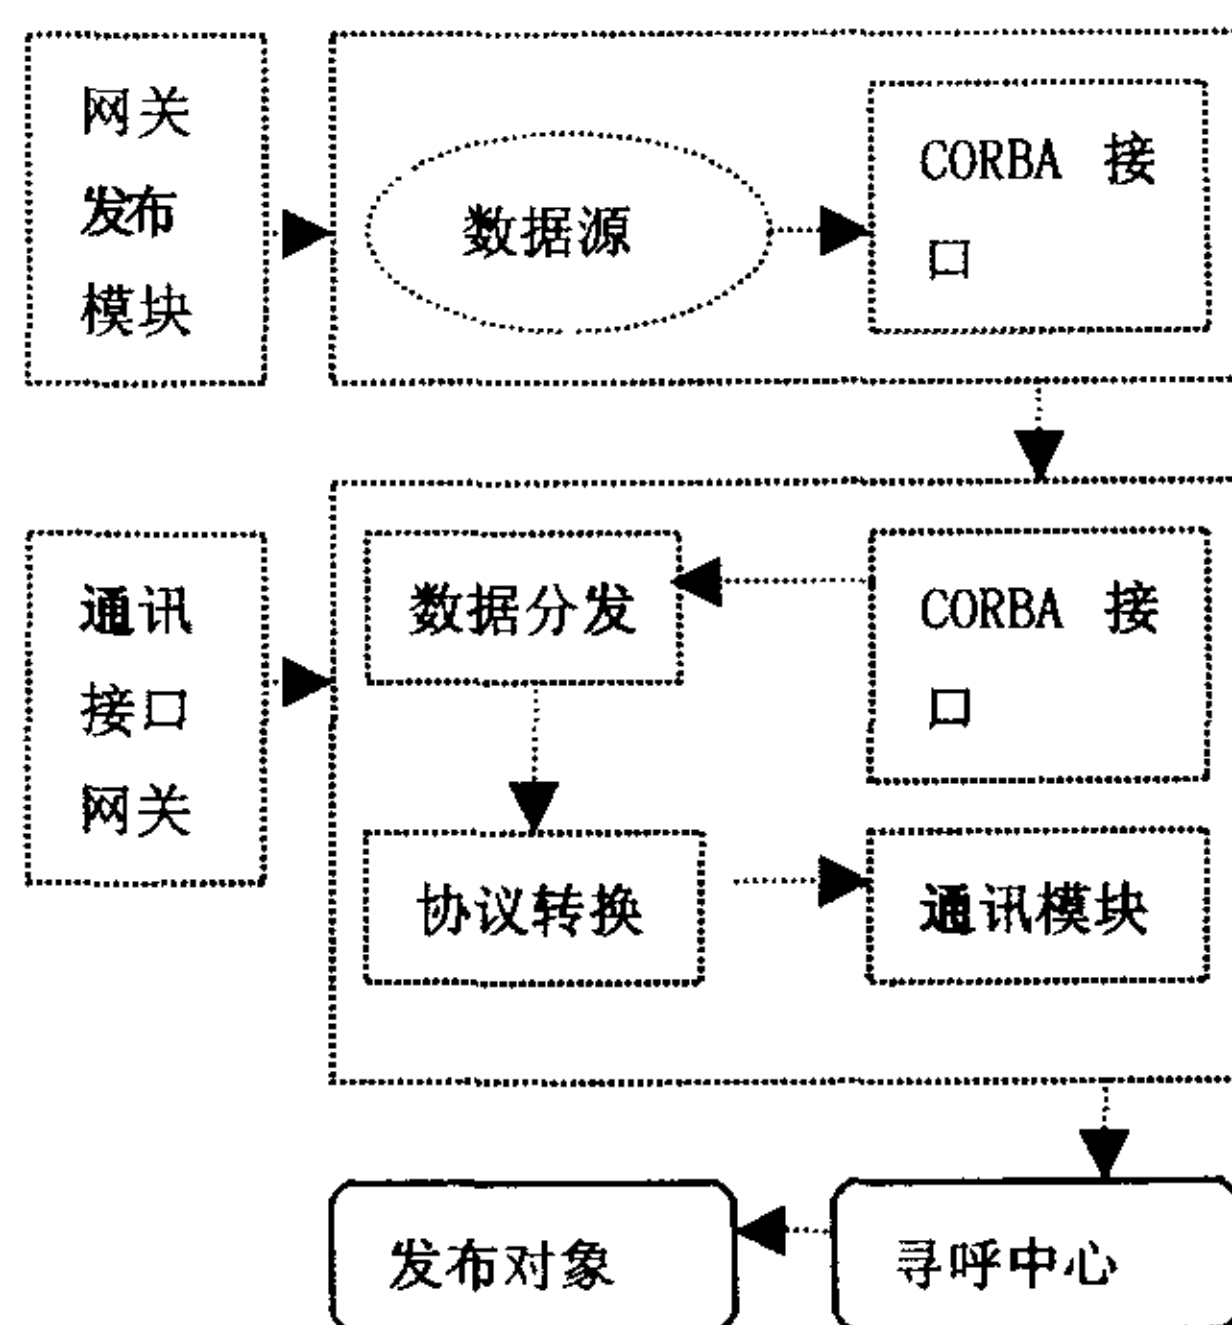 网关
发布
模块
数据源
CORBA 接
口
通讯
接口
网关
数据分发
CORBA 接
口
协议转换
通讯模块
发布对象
寻呼中心